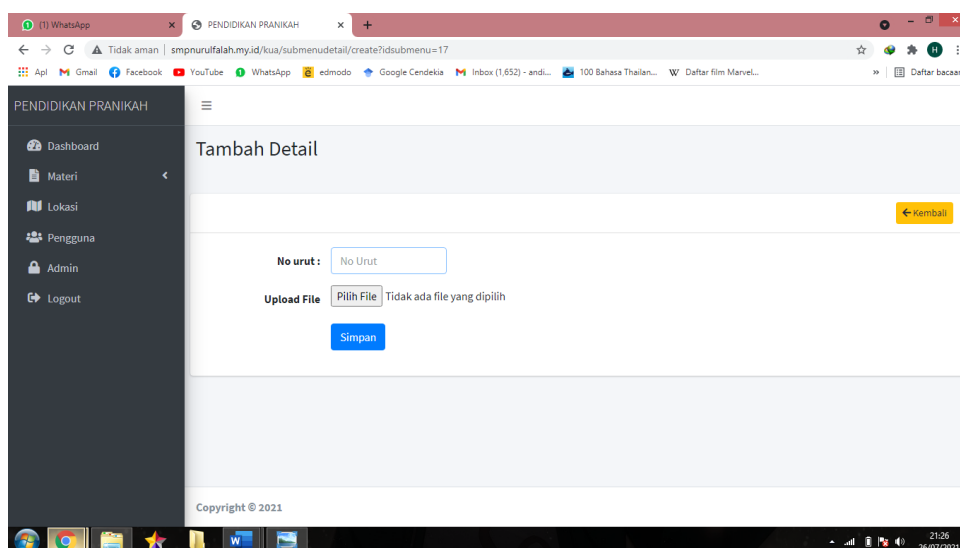 (1) WhatsApp
PENDIDIKAN PRANIKAH
Tidak aman | smpnurulfalah.my.id/kua/submenudetail/create?idsubmenu=17
H
Apl Gmail Facebook YouTube WhatsApp edmodo Google Cendekia Inbox (1,652) - andi... 100 Bahasa Thailan... W Daftar film Marvel... » Daftar bacaan
PENDIDIKAN PRANIKAH
Dashboard
Materi
Lokasi
Pengguna
Admin
Logout
Tambah Detail
Kembali
No urut : No Urut
Upload File Pilih File Tidak ada file yang dipilih
Simpan
Copyright © 2021
21:26
26/07/2021